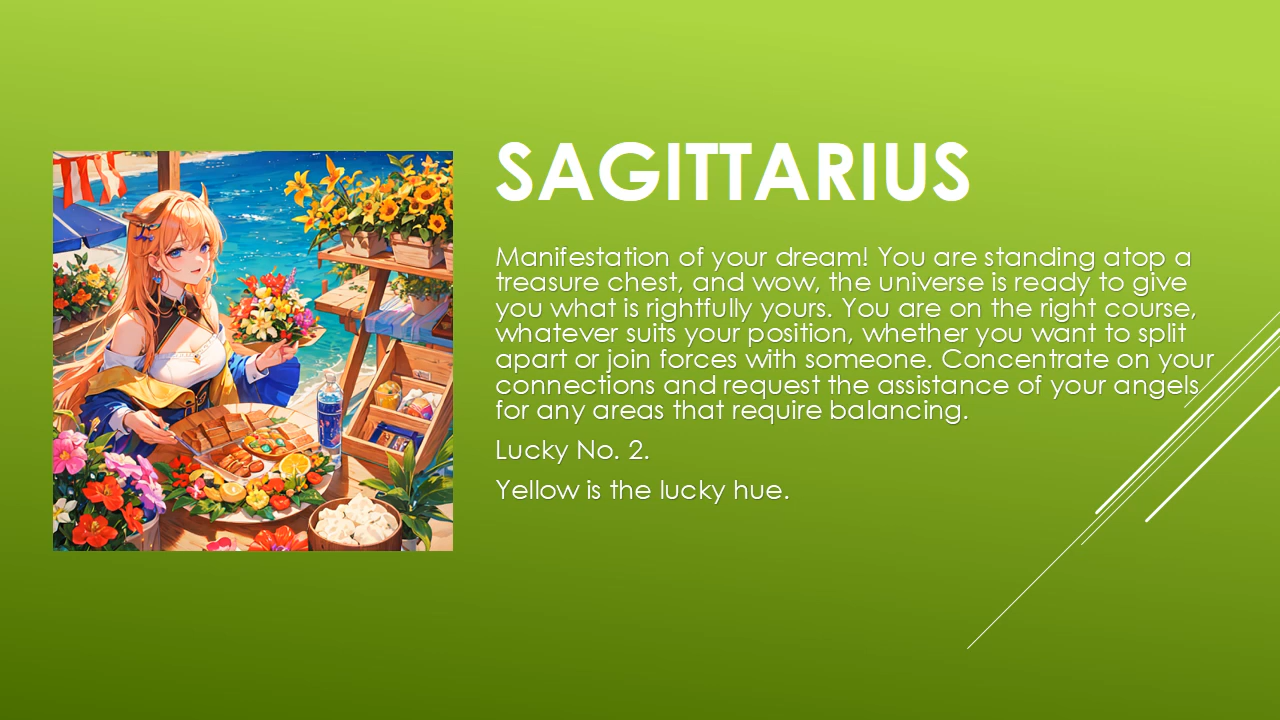 SAGITTARIUS
Manifestation of your dream! You are standing atop a
treasure chest, and wow, the universe is ready to give
you what is rightfully yours. You are on the right course,
whatever suits your position, whether you want to split
apart or join forces with someone. Concentrate on your
connections and request the assistance of your angels
for any areas that require balancing.
Lucky No. 2.
Yellow is the lucky hue.